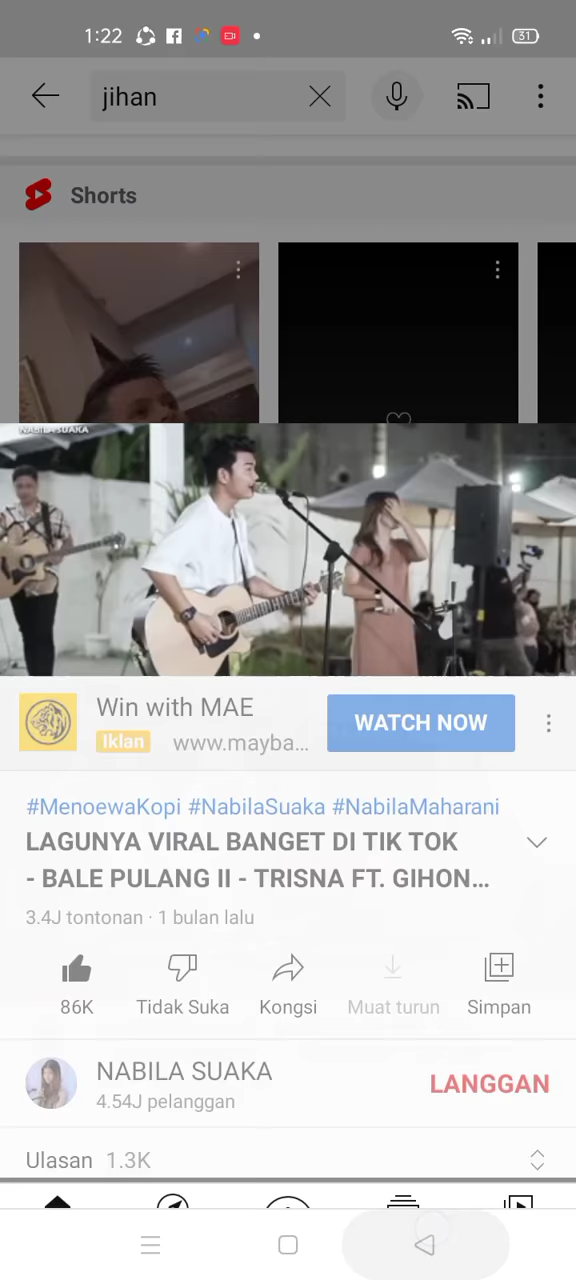 1:22
31
jihan
Shorts
NABILA SUAKA
Win with MAE
WATCH NOW
Iklan
www.mayba...
#MenoewaKopi #NabilaSuaka #NabilaMaharani
LAGUNYA VIRAL BANGET DI TIK TOK
- BALE PULANG II - TRISNA FT. GIHON...
3.4J tontonan · 1 bulan lalu
86K
Tidak Suka
Kongsi
Muat turun
Simpan
NABILA SUAKA
4.54J pelanggan
LANGGAN
Ulasan 1.3K